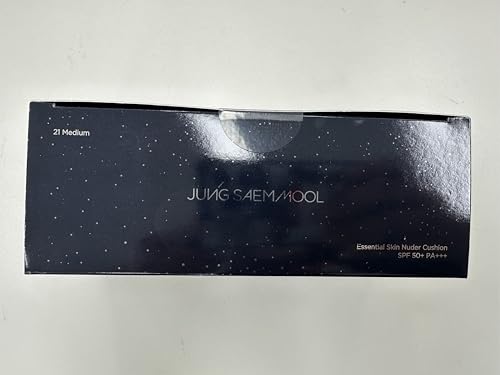 21 Medium
JUNG SAEMMOOL
Essential Skin Nuder Cushion
SPF 50+ PA+++